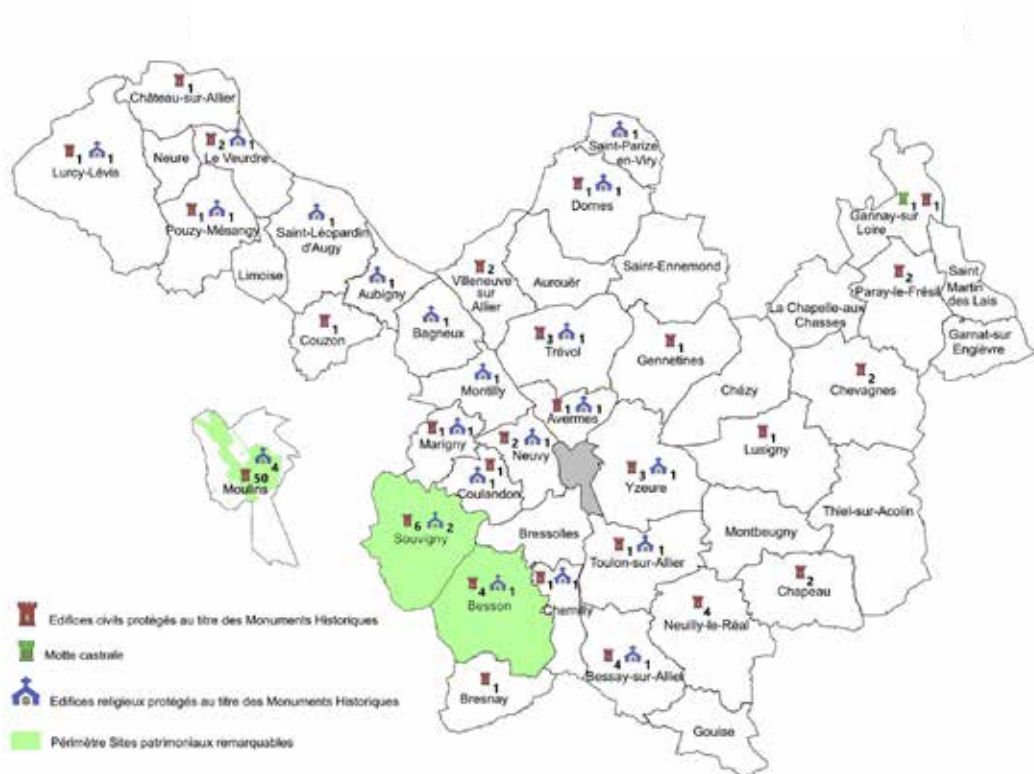 1
Château-sur-Allier
1 1
Lurcy-Lévis
Neure
2 1
Le Veurdre
1 1
Pouzy-Mésangy
1
Saint-Léopardin
d'Augy
Limoise
1
Aubigny
1
Couzon
1
Bagneux
2
Villeneuve
sur
Allier
1
Saint-Parize
en-Viry
1 1
Dornes
Aurouër
Saint-Ennemond
3 1
Trévol
1
Gennetines
1 1
Gannay-sur
Loire
2
Paray-le-Frésil
Saint
Martin
des Lais
La Chapelle-aux
Chasses
Garnat-sur
Engièvre
2
Chevagnes
Chézy
1
Montilly
1 1
Avermes
1 1
Marigny
2 1
Neuvy
1
1
Coulandon
3 1
Yzeure
1
Lusigny
Thiel-sur-Acolin
4
50
Moulins
6 2
Souvigny
Bressolles
1 1
Toulon-sur-Allier
Montbeugny
2
Chapeau
4 1
Besson
1 1
Chemilly
4
Neuilly-le-Réal
4 1
Bessay-sur-Allier
1
Bresnay
Gouise
Edifices civils protégés au titre des Monuments Historiques
Motte castrale
Edifices religieux protégés au titre des Monuments Historiques
Périmètre Sites patrimoniaux remarquables